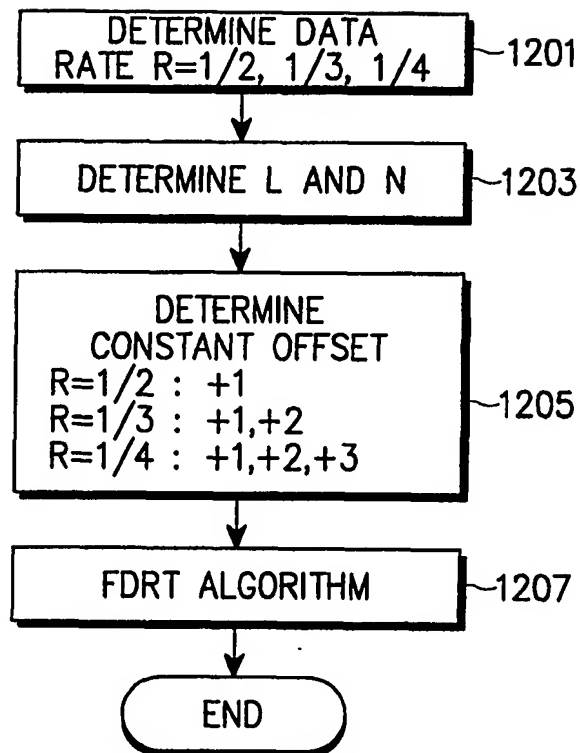 DETERMINE DATA
RATE R=1/2, 1/3, 1/4
1201
DETERMINE L AND N
1203
DETERMINE
CONSTANT OFFSET
R=1/2 : +1
R=1/3 : +1,+2
R=1/4 : +1,+2,+3
1205
FDRT ALGORITHM
1207
END